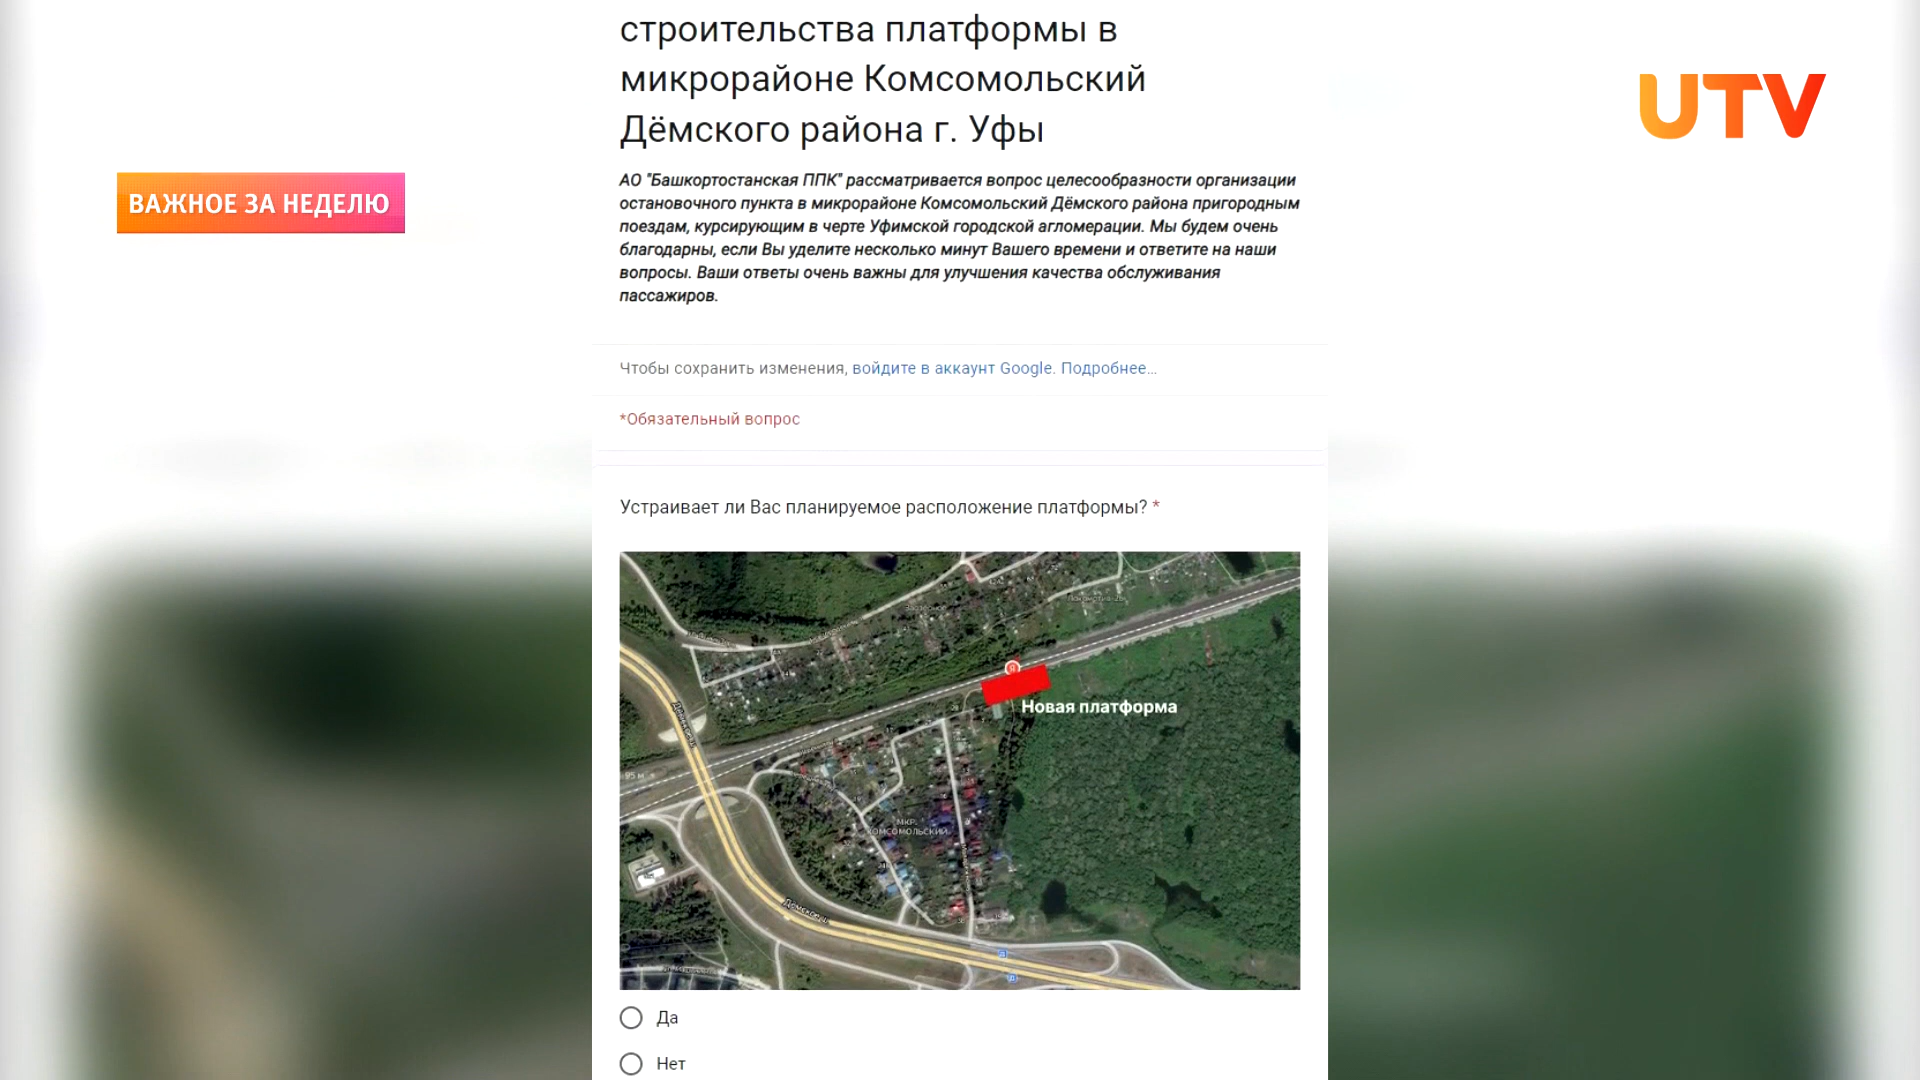 строительства платформы в
микрорайоне Комсомольский
Дёмского района г. Уфы
UTV
ВАЖНОЕ ЗА НЕДЕЛЮ
АО "Башкортостанская ППК" рассматривается вопрос целесообразности организации
остановочного пункта в микрорайоне Комсомольский Дёмского района пригородным
поездам, курсирующим в черте Уфимской городской агломерации. Мы будем очень
благодарны, если Вы уделите несколько минут Вашего времени и ответите на наши
вопросы. Ваши ответы очень важны для улучшения качества обслуживания
пассажиров.
Чтобы сохранить изменения, войдите в аккаунт Google. Подробнее…
*Обязательный вопрос
Устраивает ли Вас планируемое расположение платформы? *
Новая платформа
95 м
МКР.
КОМСОМОЛЬСКИЙ
Да
Нет